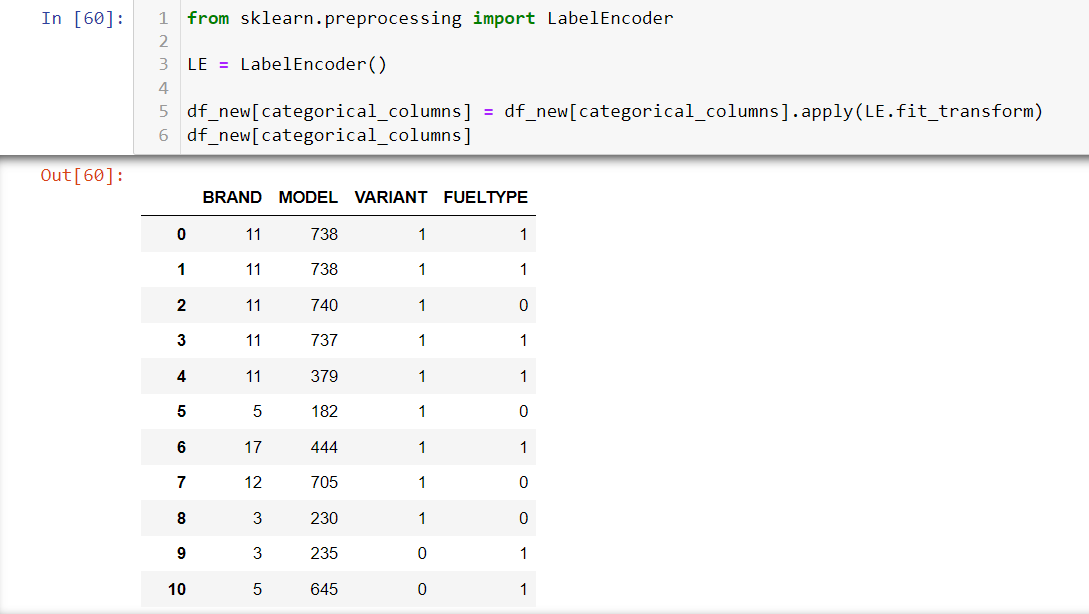 In [60]:
1 from sklearn.preprocessing import LabelEncoder
2
3 LE = LabelEncoder()
4
5 df_new[categorical_columns] = df_new[categorical_columns].apply(LE.fit_transform)
6 df_new[categorical_columns]
Out[60]:
BRAND MODEL VARIANT FUELTYPE
0 11 738 1 1
1 11 738 1 1
2 11 740 1 0
3 11 737 1 1
4 11 379 1 1
5 5 182 1 0
6 17 444 1 1
7 12 705 1 0
8 3 230 1 0
9 3 235 0 1
10 5 645 0 1